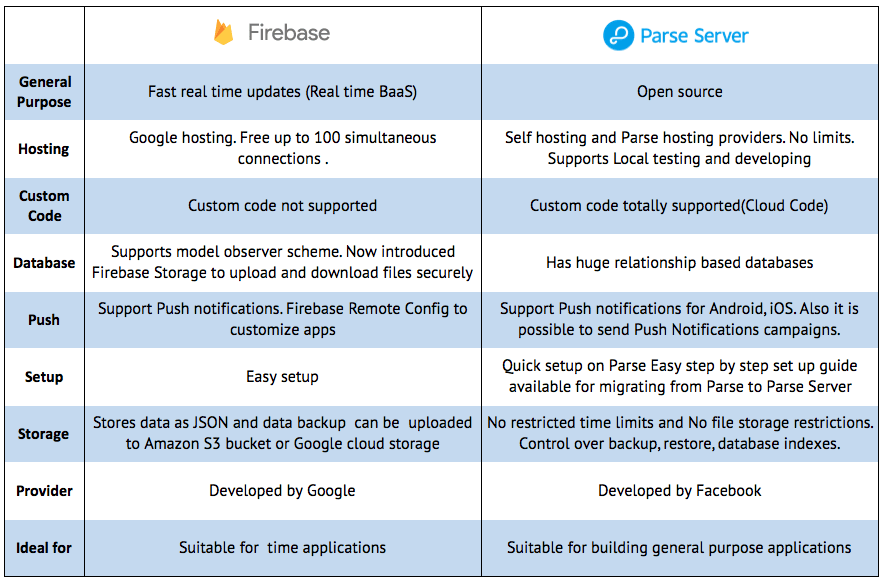 Firebase
Parse Server
General
Purpose
Fast real time updates (Real time BaaS)
Open source
Hosting
Google hosting. Free up to 100 simultaneous
connections .
Self hosting and Parse hosting providers. No limits.
Supports Local testing and developing
Custom
Code
Custom code not supported
Custom code totally supported(Cloud Code)
Database
Supports model observer scheme. Now introduced
Firebase Storage to upload and download files securely
Has huge relationship based databases
Push
Support Push notifications. Firebase Remote Config to
customize apps
Support Push notifications for Android, iOS. Also it is
possible to send Push Notifications campaigns.
Setup
Easy setup
Quick setup on Parse Easy step by step set up guide
available for migrating from Parse to Parse Server
Storage
Stores data as JSON and data backup can be uploaded
to Amazon S3 bucket or Google cloud storage
No restricted time limits and No file storage restrictions.
Control over backup, restore, database indexes.
Provider
Developed by Google
Developed by Facebook
Ideal for
Suitable for time applications
Suitable for building general purpose applications